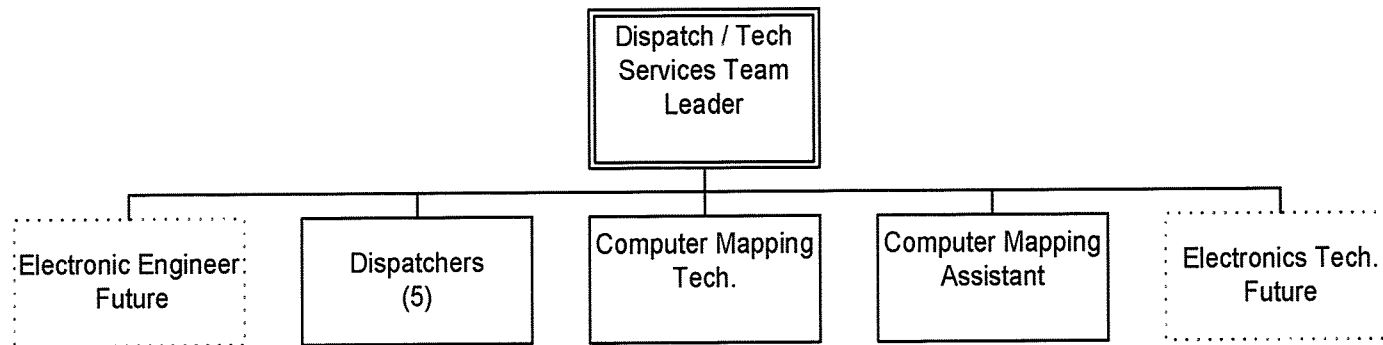 Dispatch / Tech
Services Team
Leader
Electronic Engineer
Future
Dispatchers
(5)
Computer Mapping
Tech.
Computer Mapping
Assistant
Electronics Tech.
Future